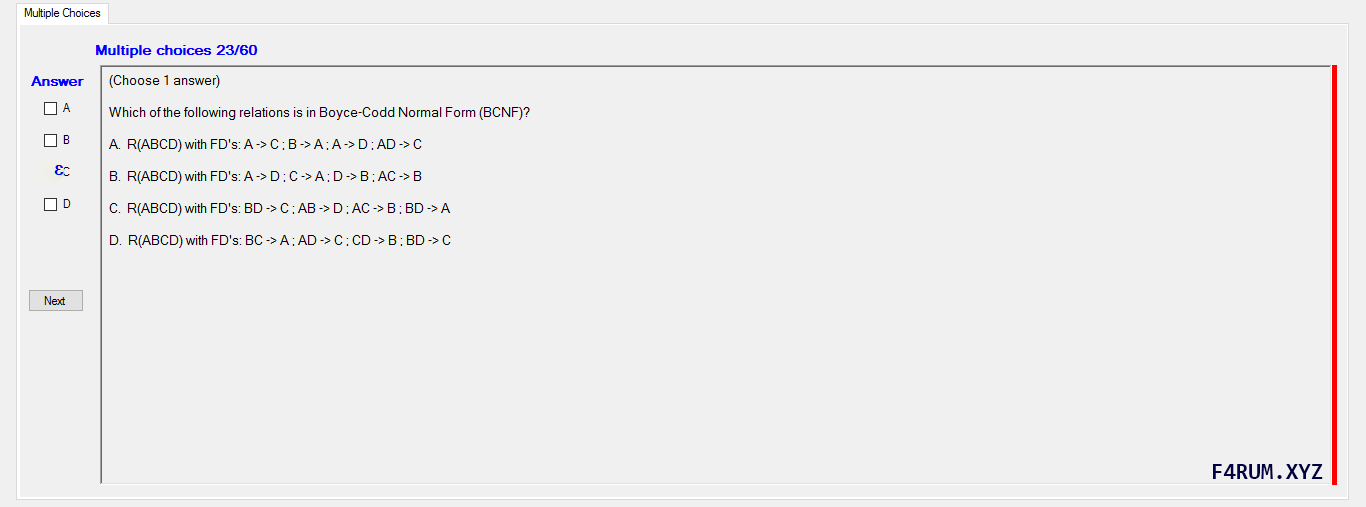 Multiple Choices
Multiple choices 23/60
Answer
(Choose 1 answer)
A
Which of the following relations is in Boyce-Codd Normal Form (BCNF)?
B
A. R(ABCD) with FD's: A -> C ; B -> A ; A -> D ; AD -> C
εC
B. R(ABCD) with FD's: A -> D ; C -> A ; D -> B ; AC -> B
D
C. R(ABCD) with FD's: BD -> C ; AB -> D ; AC -> B ; BD -> A
D. R(ABCD) with FD's: BC -> A ; AD -> C ; CD -> B ; BD -> C
Next
F4RUM.XYZ